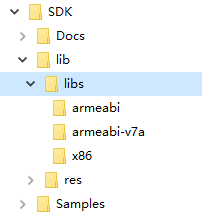 SDK
Docs
lib
libs
armeabi
armeabi-v7a
x86
res
Samples